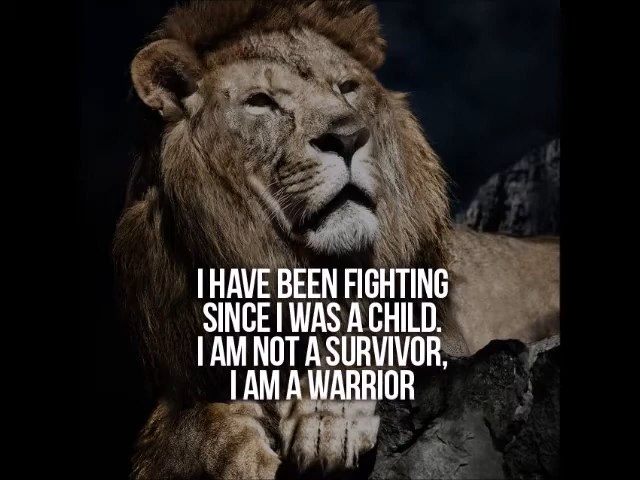 I HAVE BEEN FIGHTING
SINCE I WAS A CHILD.
I AM NOT A SURVIVOR,
I AM A WARRIOR